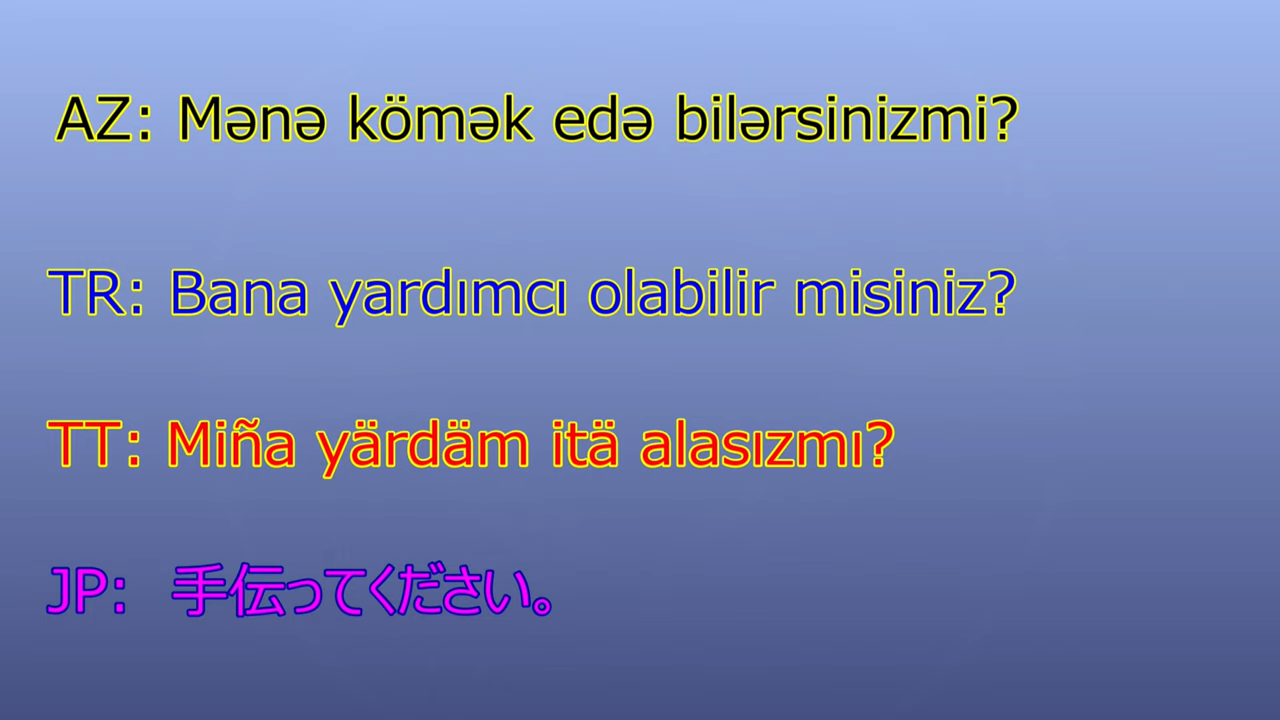 AZ: Mənə kömək edə bilərsinizmi?
TR: Bana yardımcı olabilir misiniz?
TT: Miña yärdäm itä alasızmı?
JP: 手伝ってください。